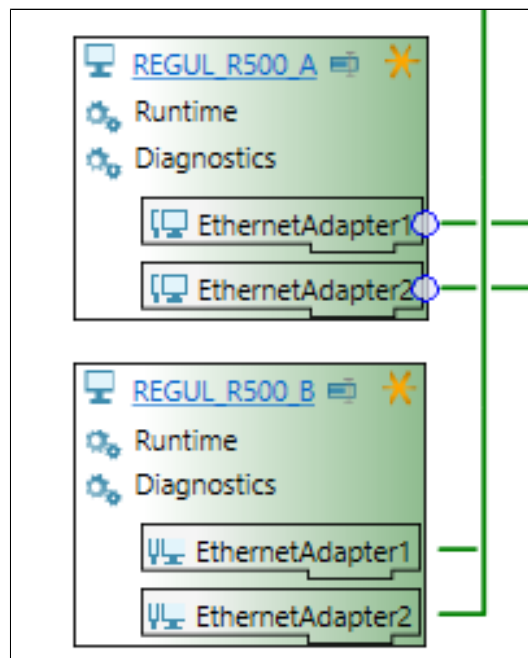 REGUL_R500_A
Runtime
Diagnostics
EthernetAdapter1
EthernetAdapter2
REGUL_R500_B
Runtime
Diagnostics
EthernetAdapter1
EthernetAdapter2